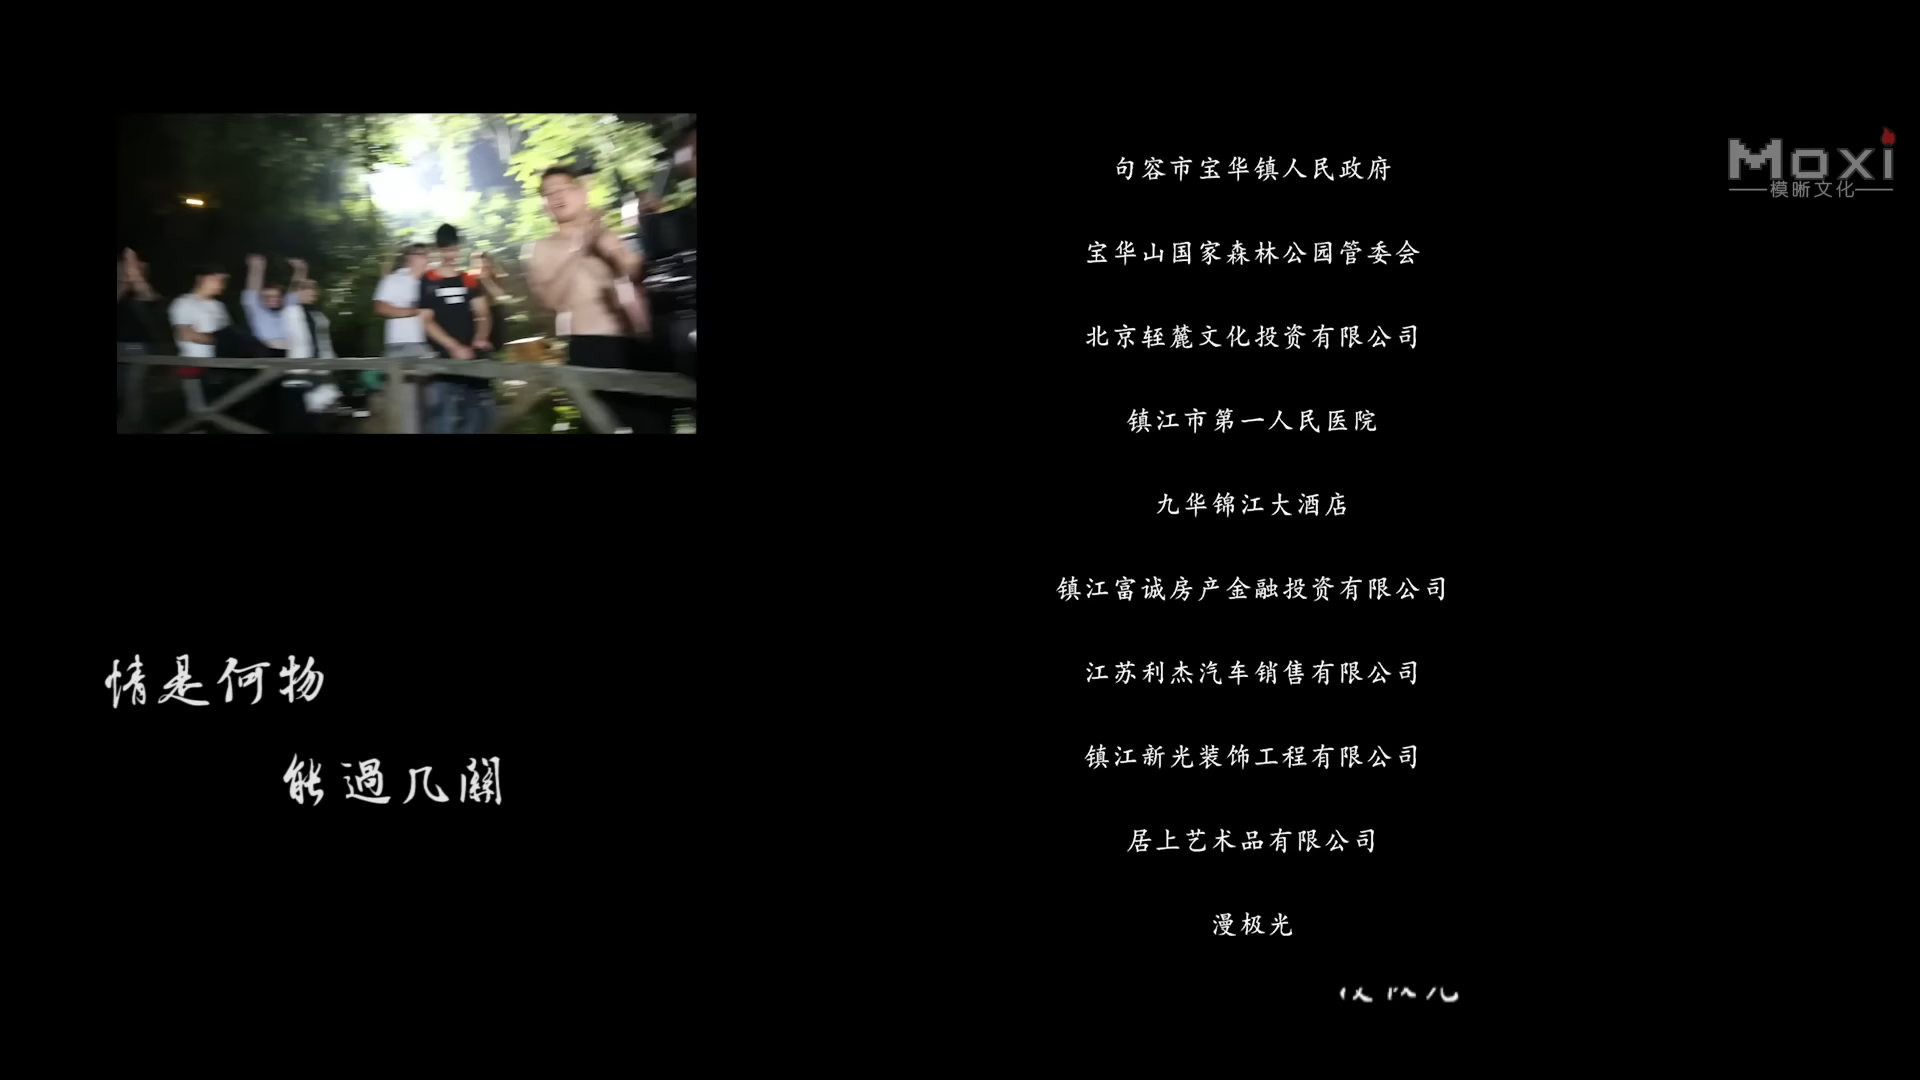 句容市宝华镇人民政府
宝华山国家森林公园管委会
北京轾麓文化投资有限公司
镇江市第一人民医院
九华锦江大酒店
镇江富诚房产金融投资有限公司
江苏利杰汽车销售有限公司
镇江新光装饰工程有限公司
居上艺术品有限公司
漫极光
情是何物
能過几關
Moxi
模晰文化